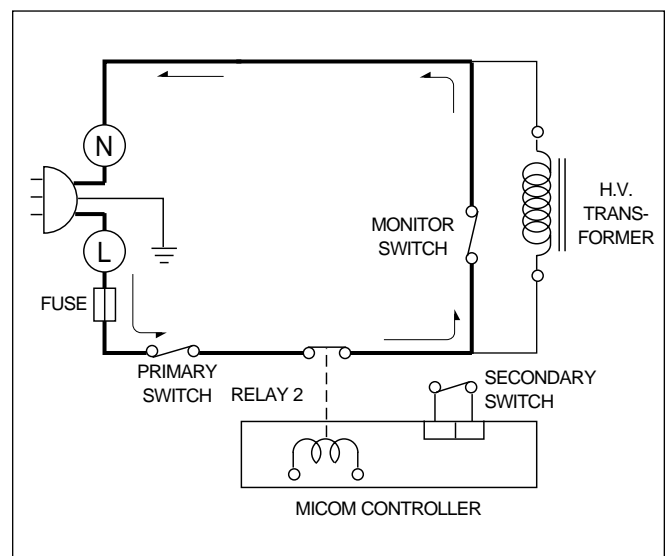 N
H.V.
TRANS-
FORMER
MONITOR
SWITCH
L
FUSE
PRIMARY
SWITCH
RELAY 2
SECONDARY
SWITCH
MICOM CONTROLLER